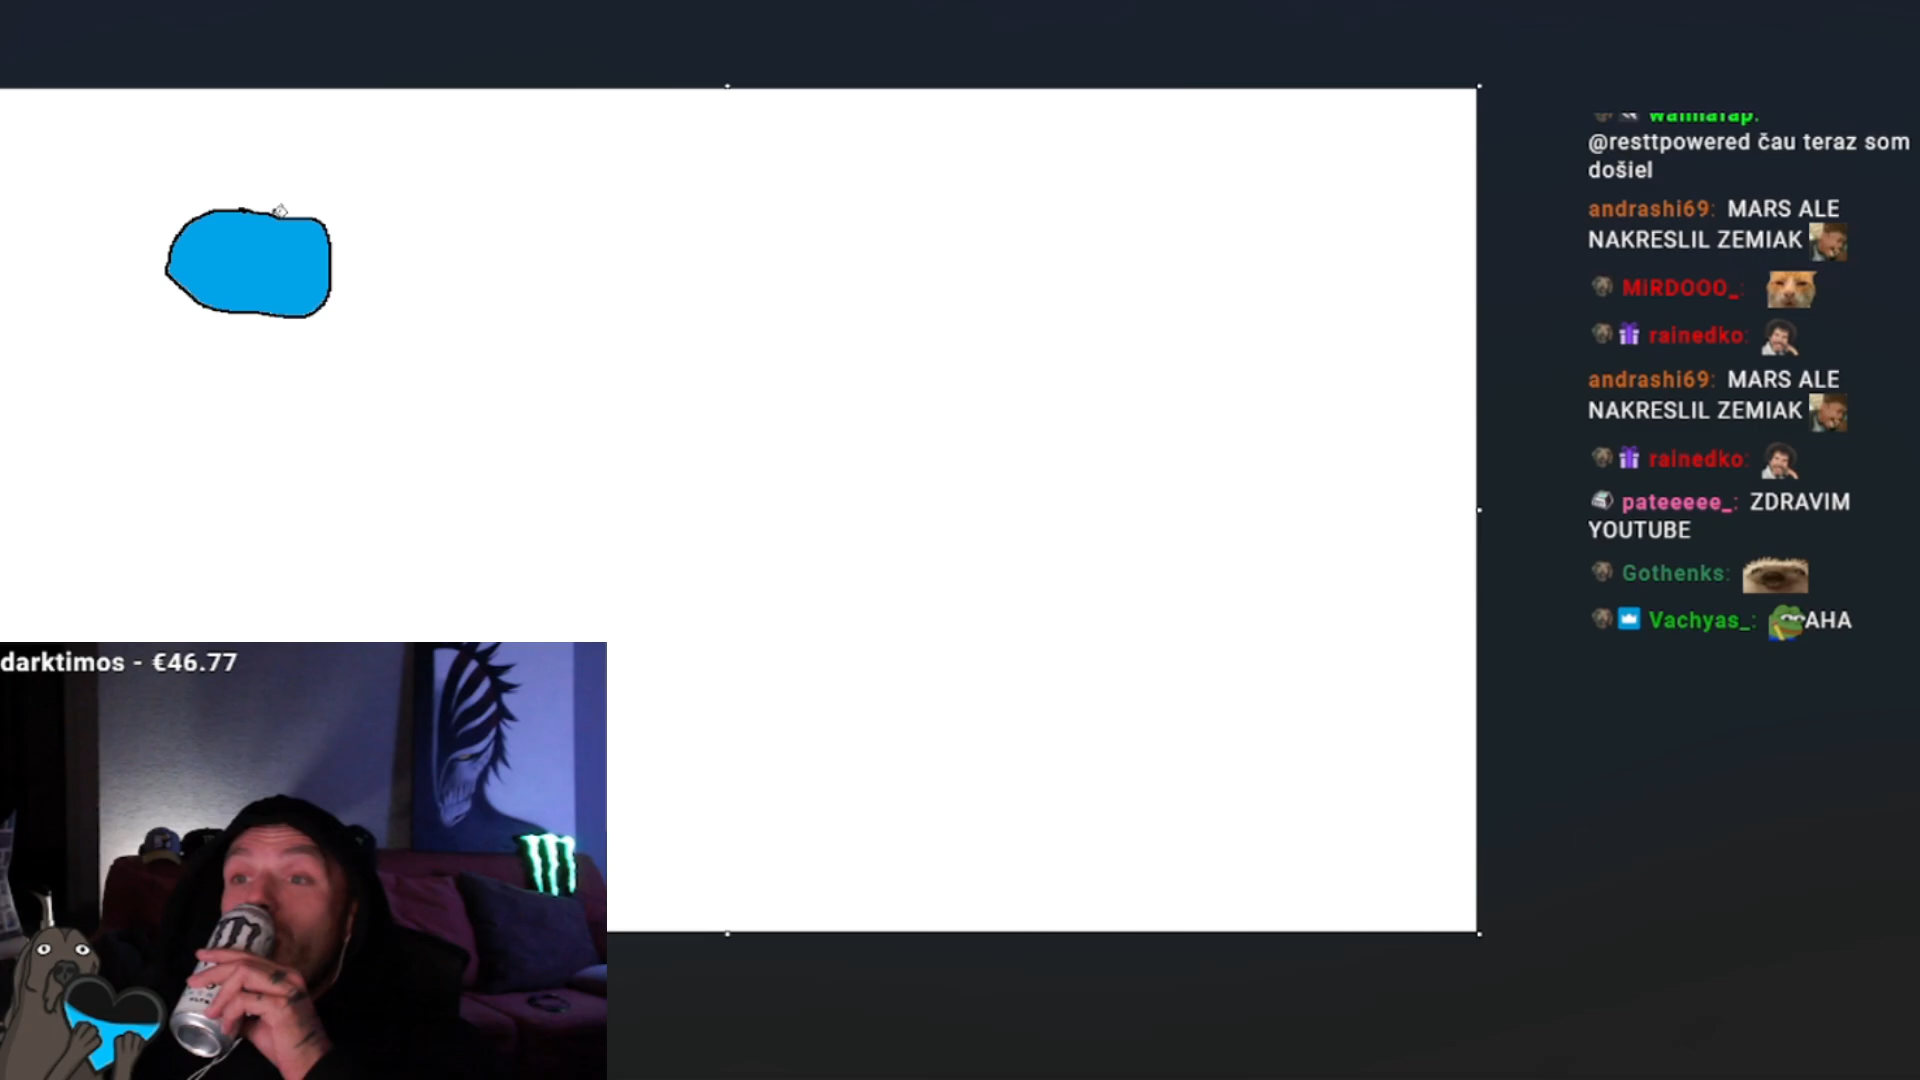 wannafap:
@resttpowered čau teraz som
došiel
andrashi69: MARS ALE
NAKRESLIL ZEMIAK
MIRDOOO_:
rainedko:
andrashi69: MARS ALE
NAKRESLIL ZEMIAK
rainedko:
pateeeee_: ZDRAVIM
YOUTUBE
Gothenks:
Vachyas_: AHA
darktimos - €46.77